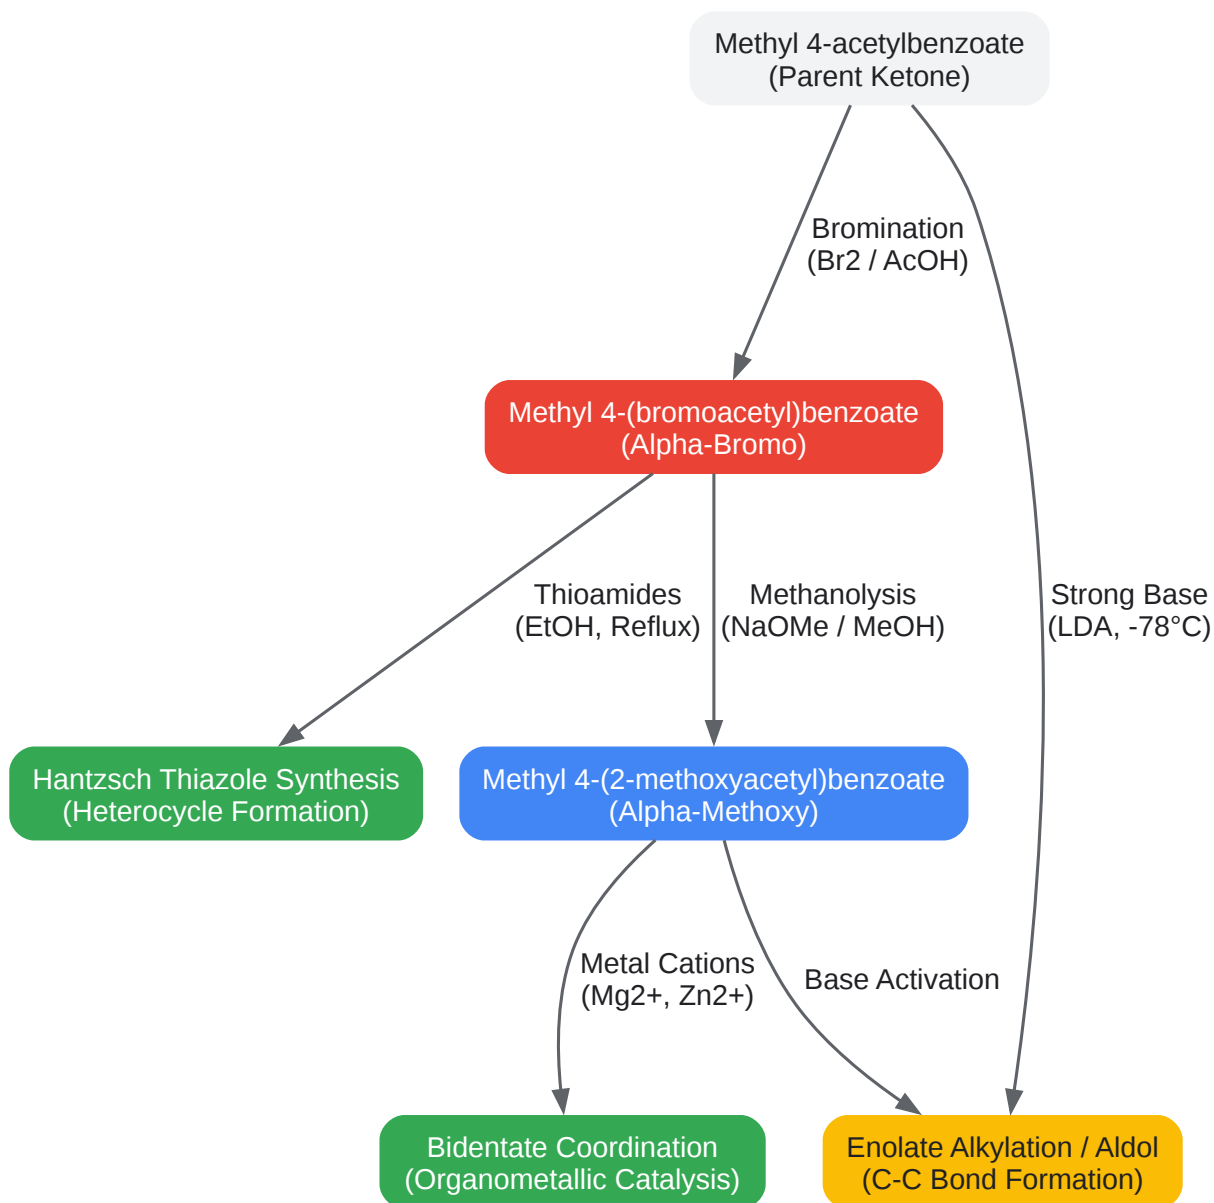 Methyl 4-acetylbenzoate
(Parent Ketone)
Bromination
(Br2 / AcOH)
Methyl 4-(bromoacetyl)benzoate
(Alpha-Bromo)
Thioamides
(EtOH, Reflux)
Methanolysis
(NaOMe / MeOH)
Strong Base
(LDA, -78°C)
Hantzsch Thiazole Synthesis
(Heterocycle Formation)
Methyl 4-(2-methoxyacetyl)benzoate
(Alpha-Methoxy)
Metal Cations
(Mg2+, Zn2+)
Base Activation
Bidentate Coordination
(Organometallic Catalysis)
Enolate Alkylation / Aldol
(C-C Bond Formation)